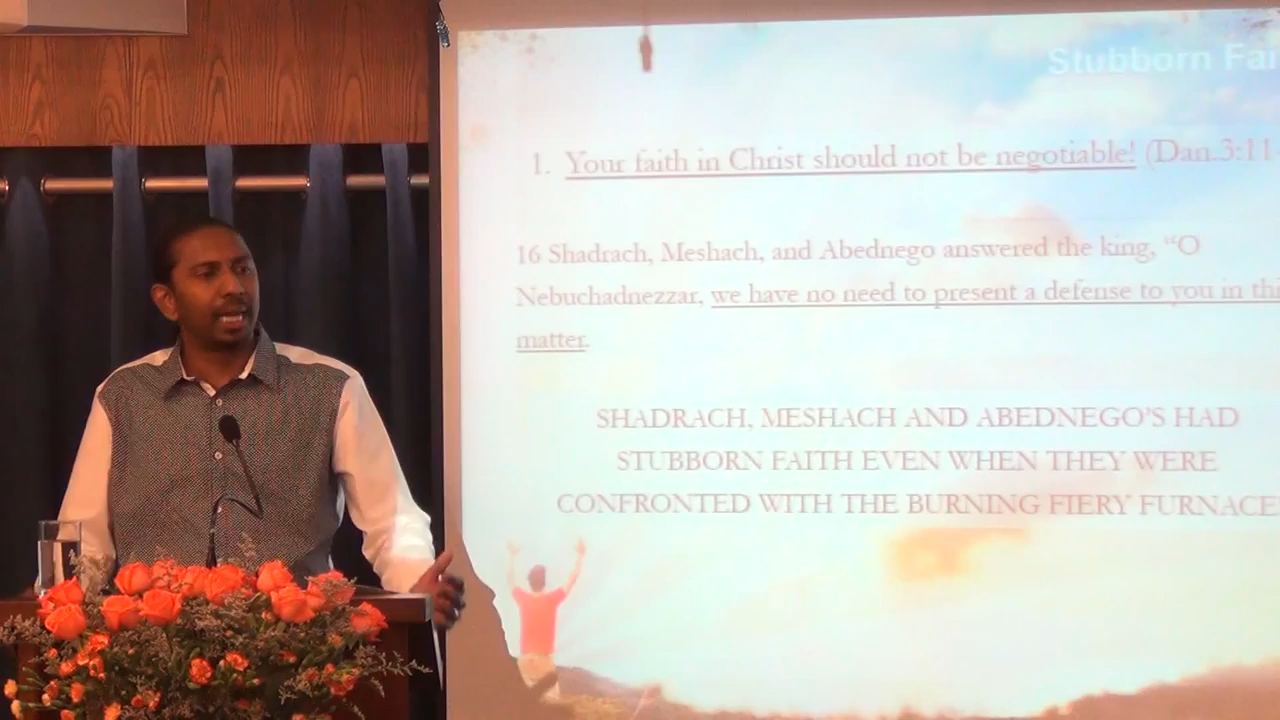 Stubborn Fai
1. Your faith in Christ should not be negotiable! (Dan.3:11
16 Shadrach, Meshach, and Abednego answered the king, “O
Nebuchadnezzar, we have no need to present a defense to you in thi
matter.
SHADRACH, MESHACH AND ABEDNEGO’S HAD
STUBBORN FAITH EVEN WHEN THEY WERE
CONFRONTED WITH THE BURNING FIERY FURNACE